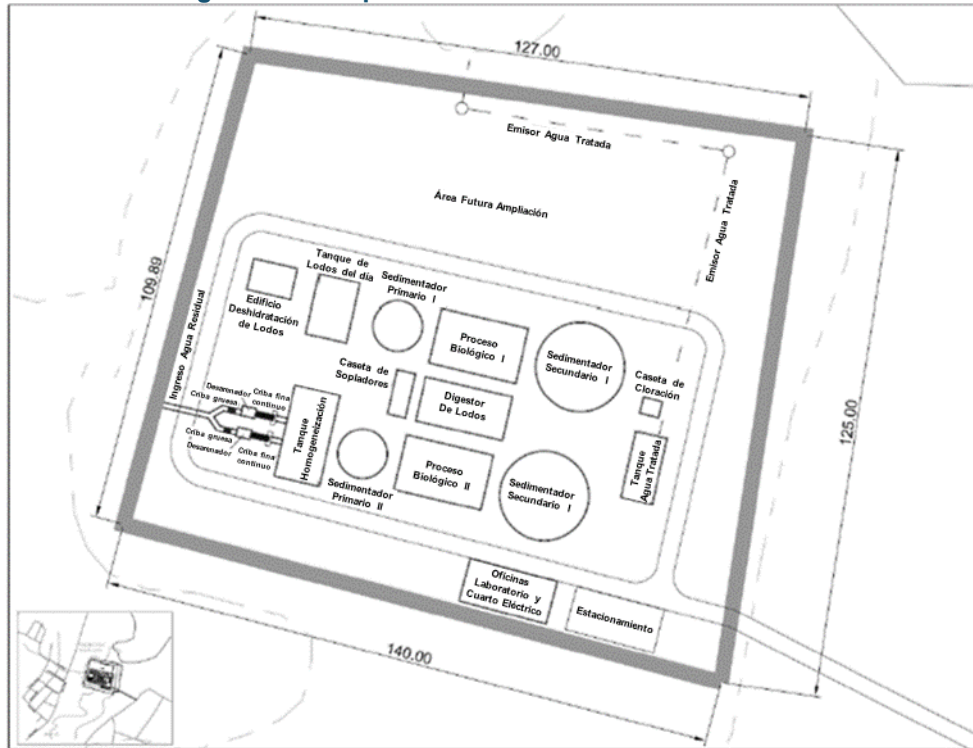 127.00
Emisor Agua Tratada
Emisor Agua Tratada
Área Futura Ampliación
109.89
125.00
Tanque de
Lodos del día
Sedimentador
Primario I
Edificio
Deshidratación
de Lodos
Proceso
Biológico I
Sedimentador
Secundario I
Caseta de
Sopladores
Digestor
De Lodos
Caseta de
Cloración
Ingreso Agua Residual
Desarenador
Criba fina
continuo
Criba gruesa
Criba gruesa
Desarenador
Criba fina
continuo
Tanque
Homogeneización
Sedimentador
Primario II
Proceso
Biológico II
Sedimentador
Secundario I
Tanque
Agua Tratada
Oficinas
Laboratorio y
Cuarto Eléctrico
Estacionamiento
140.00